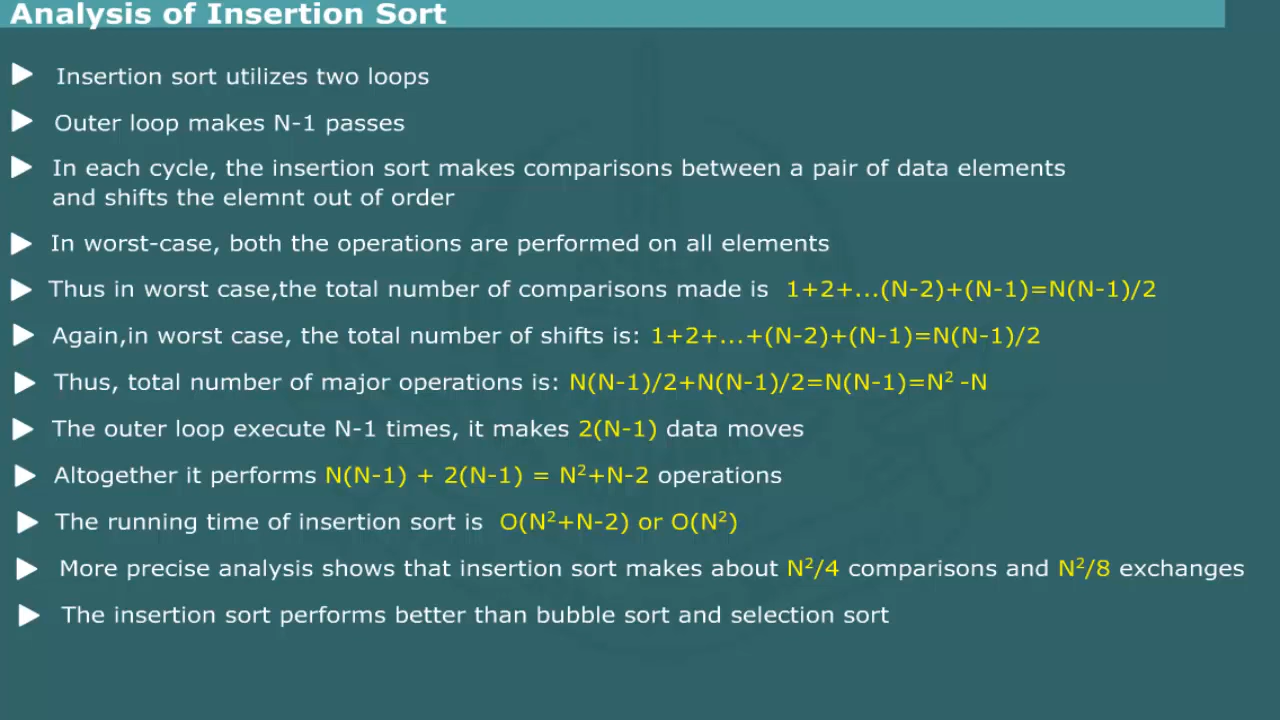 Analysis of Insertion Sort
Insertion sort utilizes two loops
Outer loop makes N-1 passes
In each cycle, the insertion sort makes comparisons between a pair of data elements
and shifts the elemnt out of order
In worst-case, both the operations are performed on all elements
Thus in worst case,the total number of comparisons made is 1+2+...(N-2)+(N-1)=N(N-1)/2
Again,in worst case, the total number of shifts is: 1+2+...+(N-2)+(N-1)=N(N-1)/2
Thus, total number of major operations is: N(N-1)/2+N(N-1)/2=N(N-1)=N² -N
The outer loop execute N-1 times, it makes 2(N-1) data moves
Altogether it performs N(N-1) + 2(N-1) = N²+N-2 operations
The running time of insertion sort is O(N²+N-2) or O(N²)
More precise analysis shows that insertion sort makes about N²/4 comparisons and N²/8 exchanges
The insertion sort performs better than bubble sort and selection sort